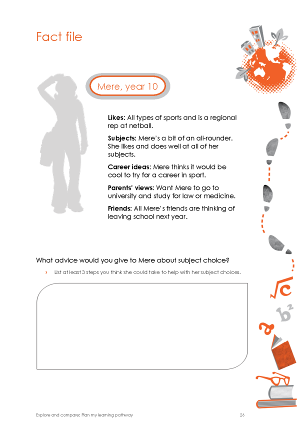 Fact file
Mere, year 10
Likes: All types of sports and is a regional
rep at netball.
Subjects: Mere's a bit of an all-rounder.
She likes and does well at all of her
subjects.
Career ideas: Mere thinks it would be
cool to try for a career in sport.
Parents' views: Want Mere to go to
university and study for law or medicine.
Friends: All Mere's friends are thinking of
leaving school next year.
What advice would you give to Mere about subject choice?
List at least 3 steps you think she could take to help with her subject choices.
Explore and compare: Plan my learning pathway
26